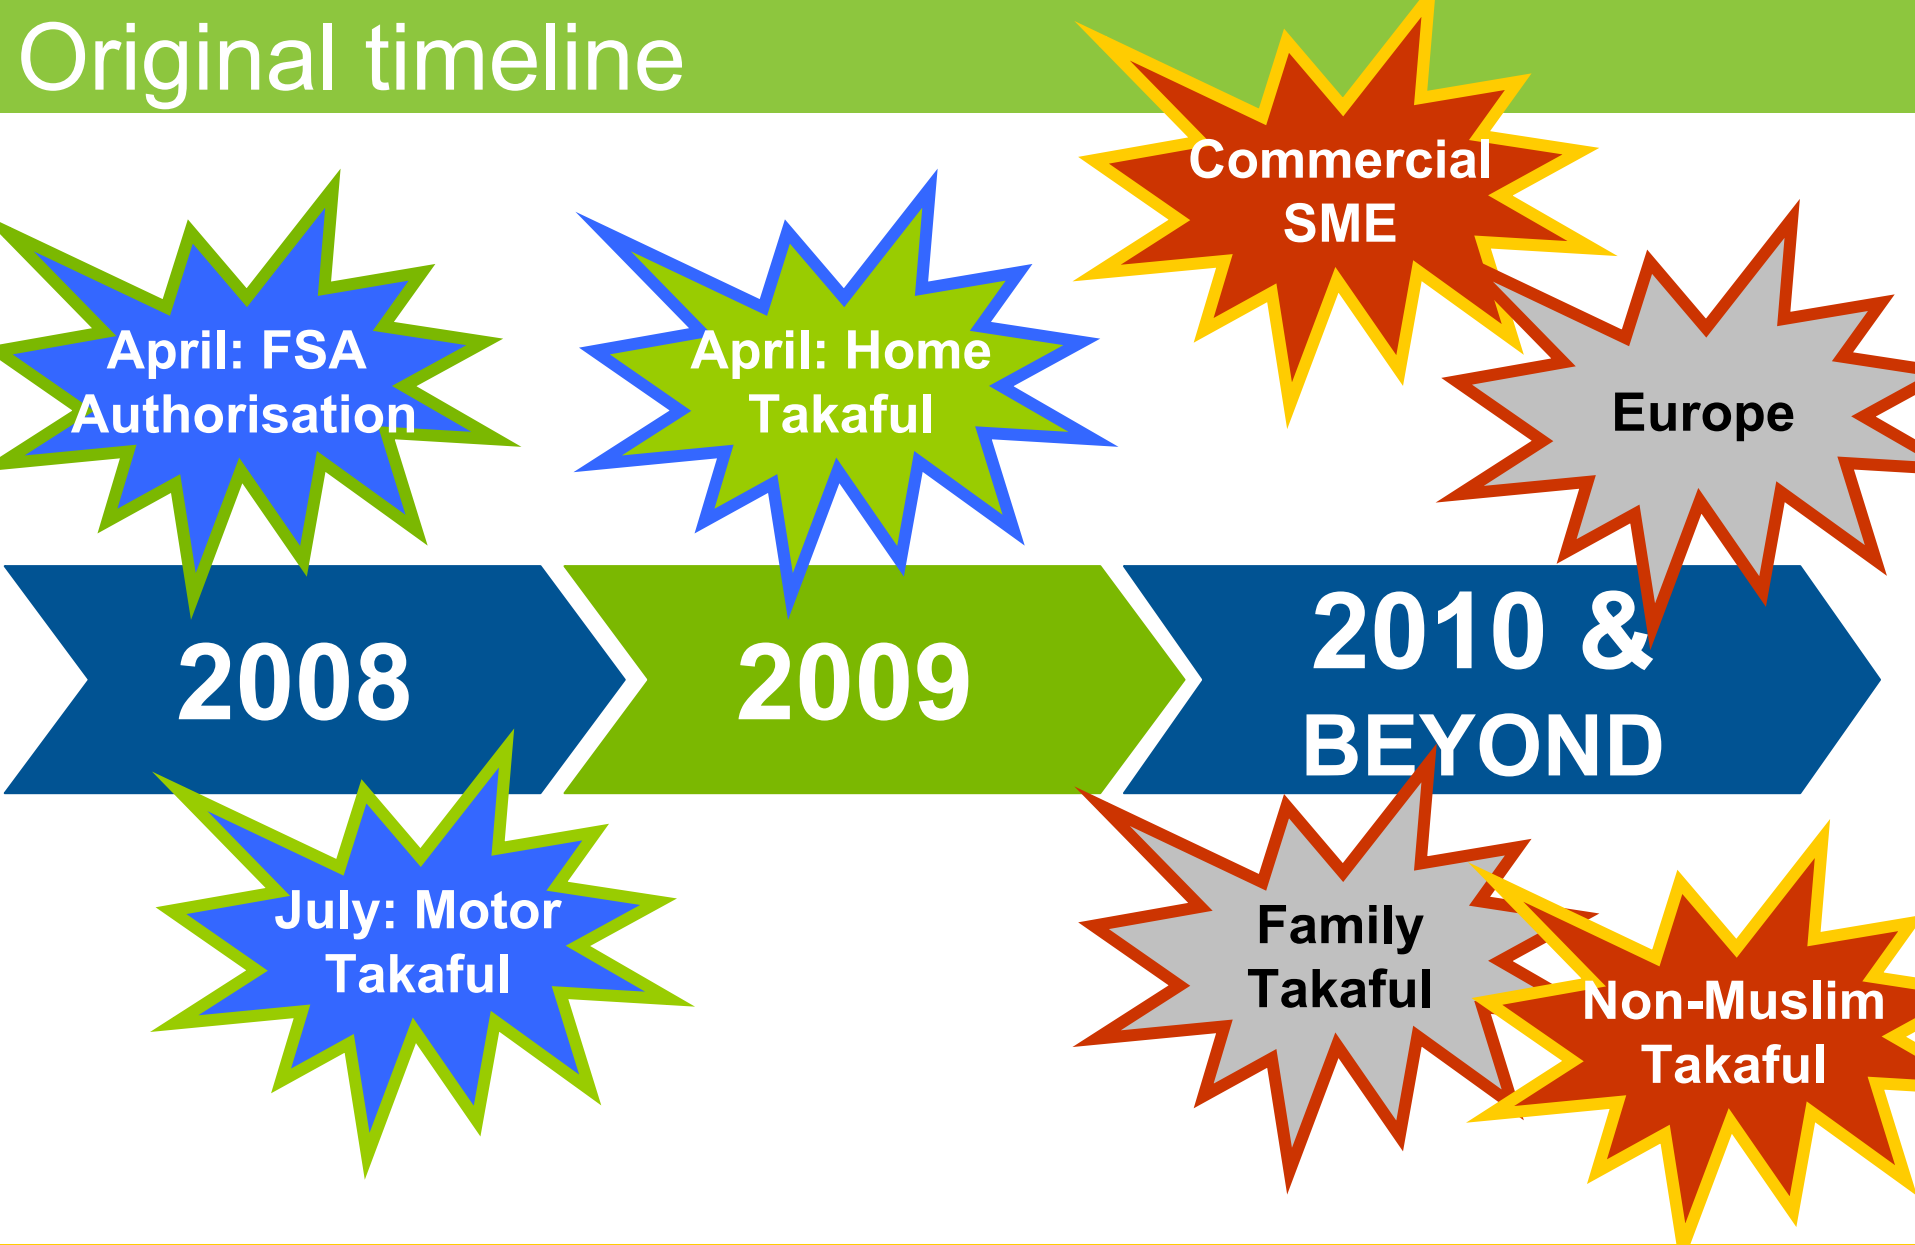 Original timeline
Commercial
SME
April: FSA
Authorisation
April: Home
Takaful
Europe
2008
2009
2010 &
BEYOND
July: Motor
Takaful
Family
Takaful
Non-Muslim
Takaful